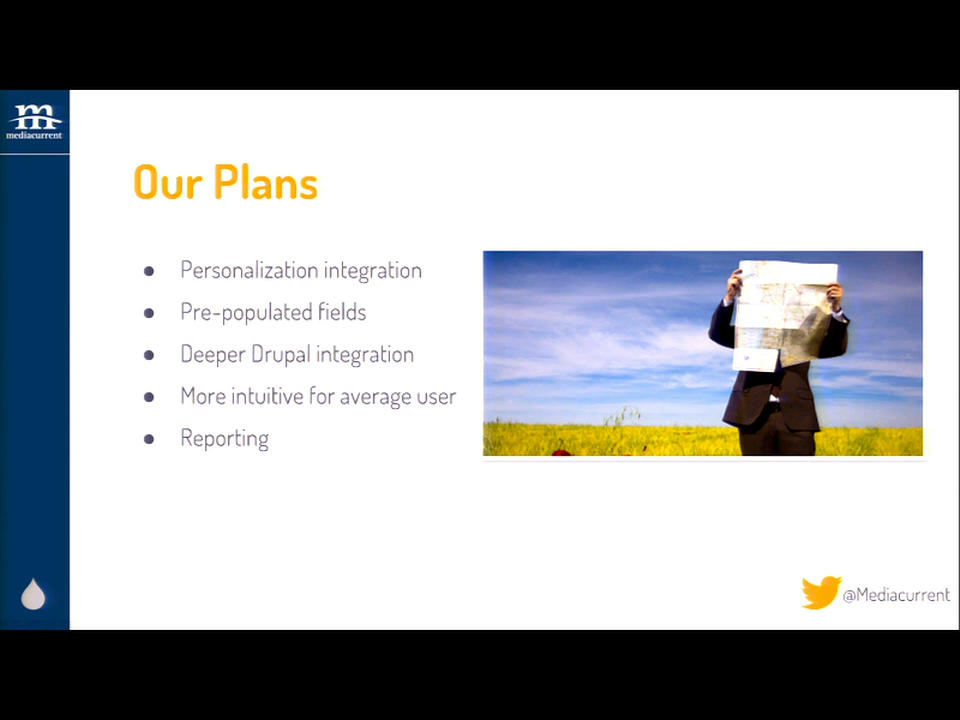 mediacurrent
Our Plans
● Personalization integration
● Pre-populated fields
● Deeper Drupal integration
● More intuitive for average user
● Reporting
@Mediacurrent